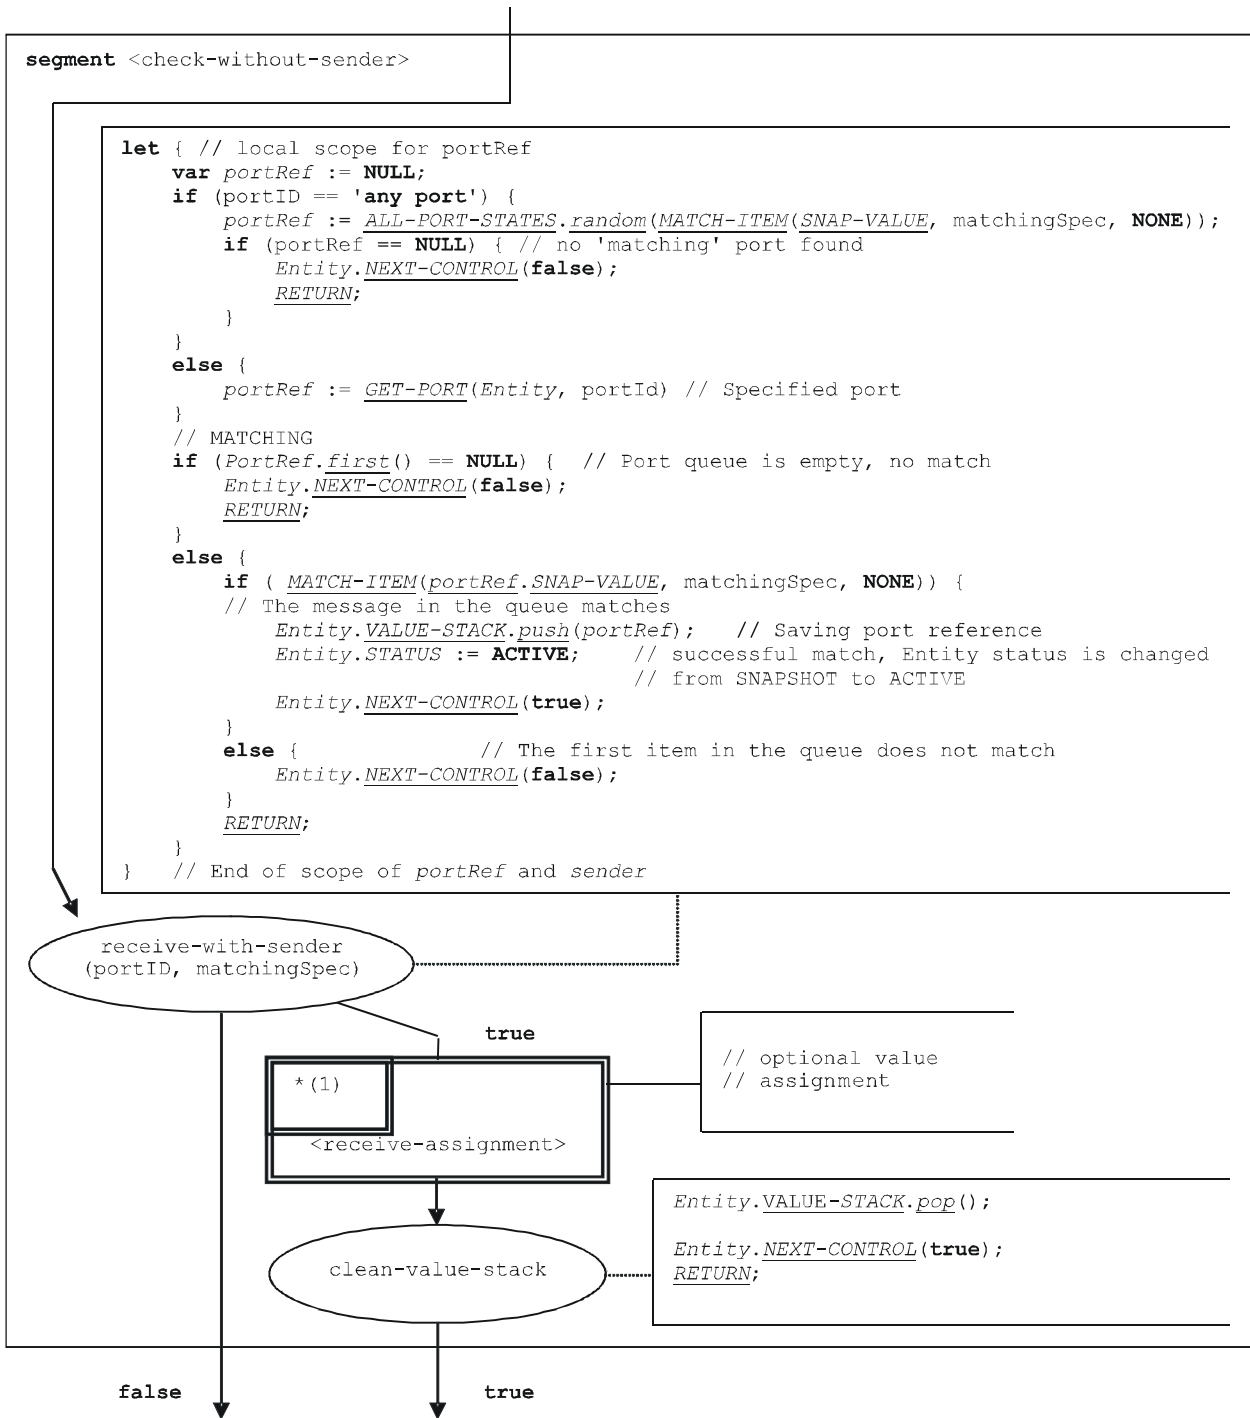 segment <check-without-sender>
let { // local scope for portRef
var portRef := NULL;
if (portID == 'any port') {
portRef := ALL-PORT-STATES.random(MATCH-ITEM(SNAP-VALUE, matchingSpec, NONE));
if (portRef == NULL) { // no 'matching' port found
Entity.NEXT-CONTROL(false);
RETURN;
}
}
else {
portRef := GET-PORT(Entity, portId) // Specified port
}
// MATCHING
if (PortRef.first() == NULL) { // Port queue is empty, no match
Entity.NEXT-CONTROL(false);
RETURN;
}
else {
if ( MATCH-ITEM(portRef.SNAP-VALUE, matchingSpec, NONE)) {
// The message in the queue matches
Entity.VALUE-STACK.push(portRef); // Saving port reference
Entity.STATUS := ACTIVE; // successful match, Entity status is changed
// from SNAPSHOT to ACTIVE
Entity.NEXT-CONTROL(true);
}
else { // The first item in the queue does not match
Entity.NEXT-CONTROL(false);
}
RETURN;
}
} // End of scope of portRef and sender
receive-with-sender
(portID, matchingSpec)
true
// optional value
// assignment
*(1)
<receive-assignment>
Entity.VALUE-STACK.pop();
Entity.NEXT-CONTROL(true);
RETURN;
clean-value-stack
false true